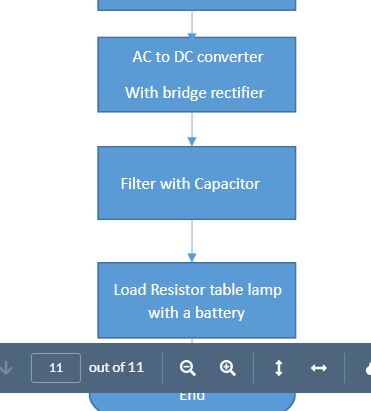 AC to DC converter
With bridge rectifier
Filter with Capacitor
Load Resistor table lamp
with a battery
11 out of 11
End